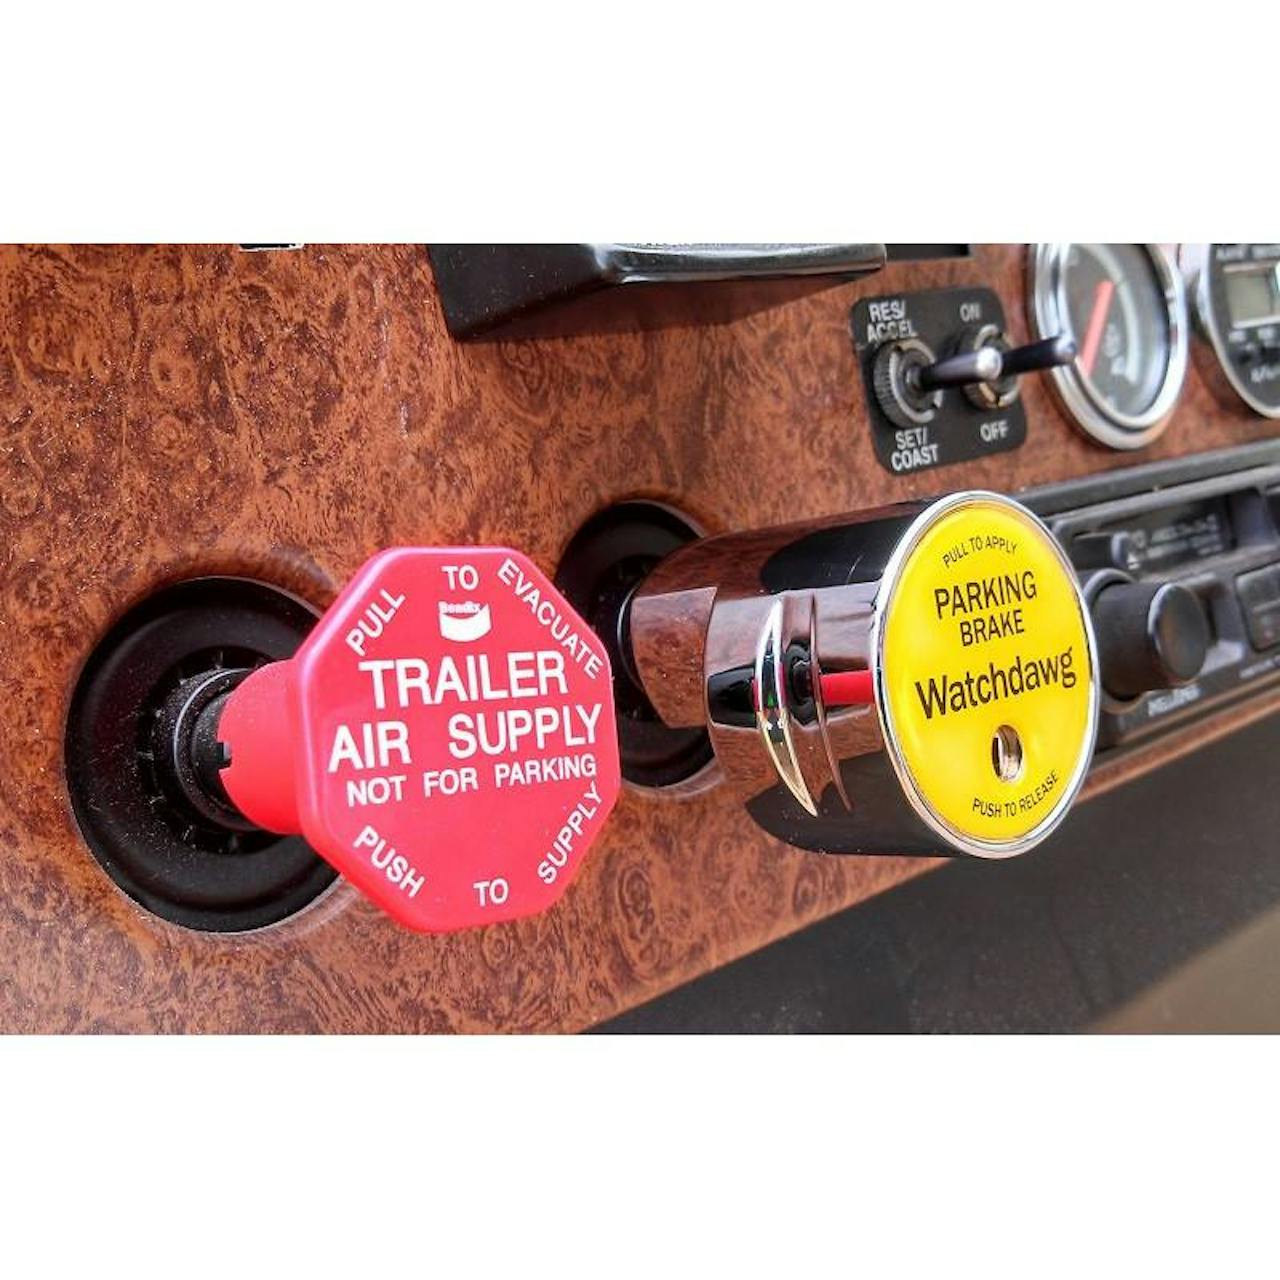 RES/
ACCEL
ON
SET/
COAST
OFF
PULL TO EVACUATE
Bendix
TRAILER
AIR SUPPLY
NOT FOR PARKING
PUSH TO SUPPLY
PULL TO APPLY
PARKING
BRAKE
Watchdawg
PUSH TO RELEASE